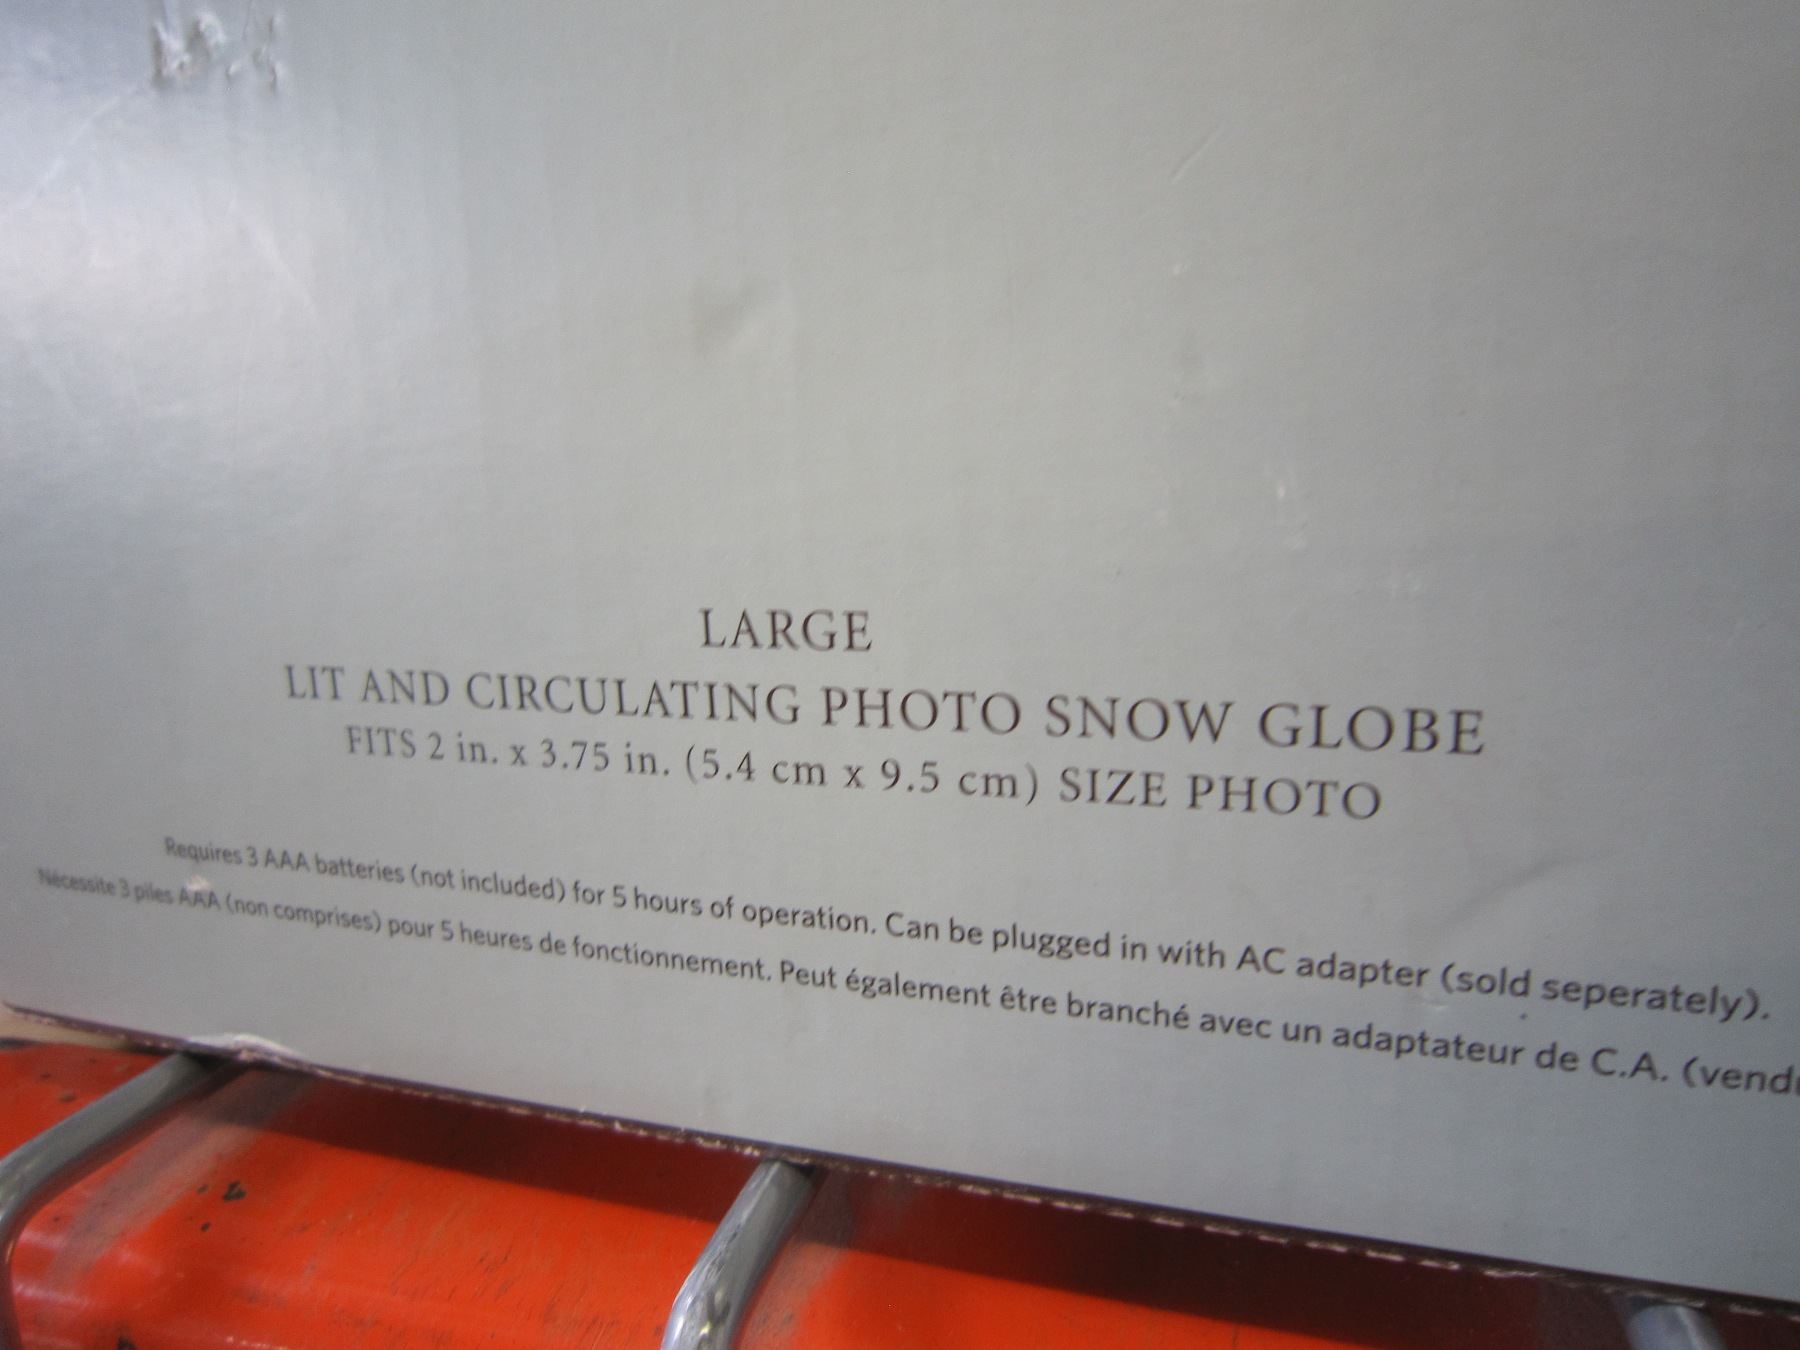 LARGE
LIT AND CIRCULATING PHOTO SNOW GLOBE
FITS 2 in. x 3.75 in. (5.4 cm x 9.5 cm) SIZE PHOTO
Requires 3 AAA batteries (not included) for 5 hours of operation. Can be plugged in with AC adapter (sold seperately).
Nécessite 3 piles AAA (non comprises) pour 5 heures de fonctionnement. Peut également être branché avec un adaptateur de C.A. (vendu